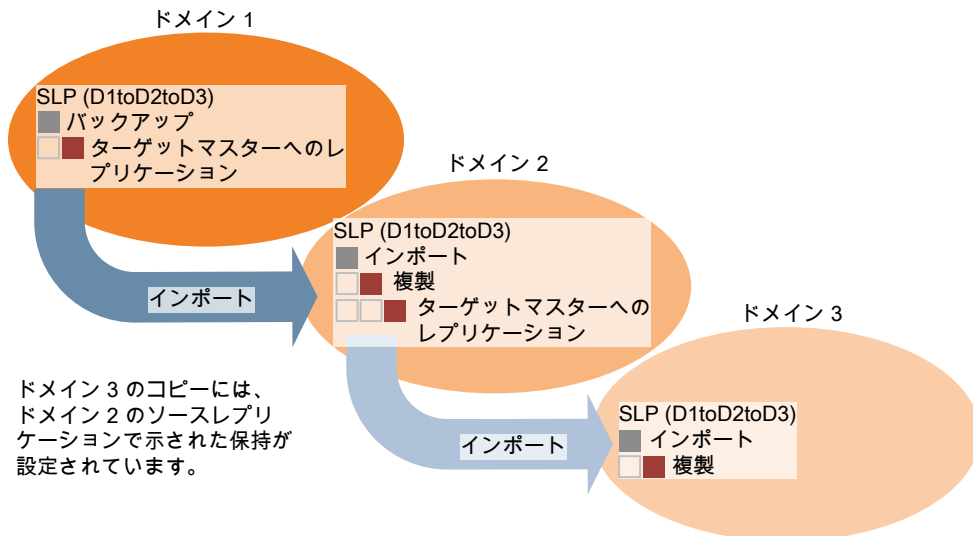 ドメイン 1
SLP (D1toD2toD3)
バックアップ
ターゲットマスターへのレ
プリケーション
インポート
ドメイン 2
SLP (D1toD2toD3)
インポート
複製
ターゲットマスターへの
レプリケーション
インポート
ドメイン 3
SLP (D1toD2toD3)
インポート
複製
ドメイン 3 のコピーには、
ドメイン 2 のソースレプリ
ケーションで示された保持が
設定されています。